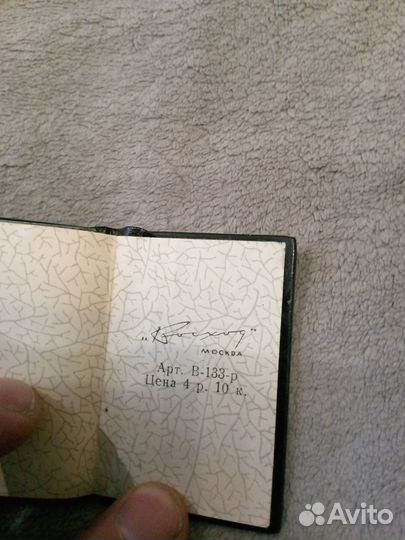 „Восход"
МОСКВА
Арт. В-133-р
Цена 4 р. 10 к.
Avito